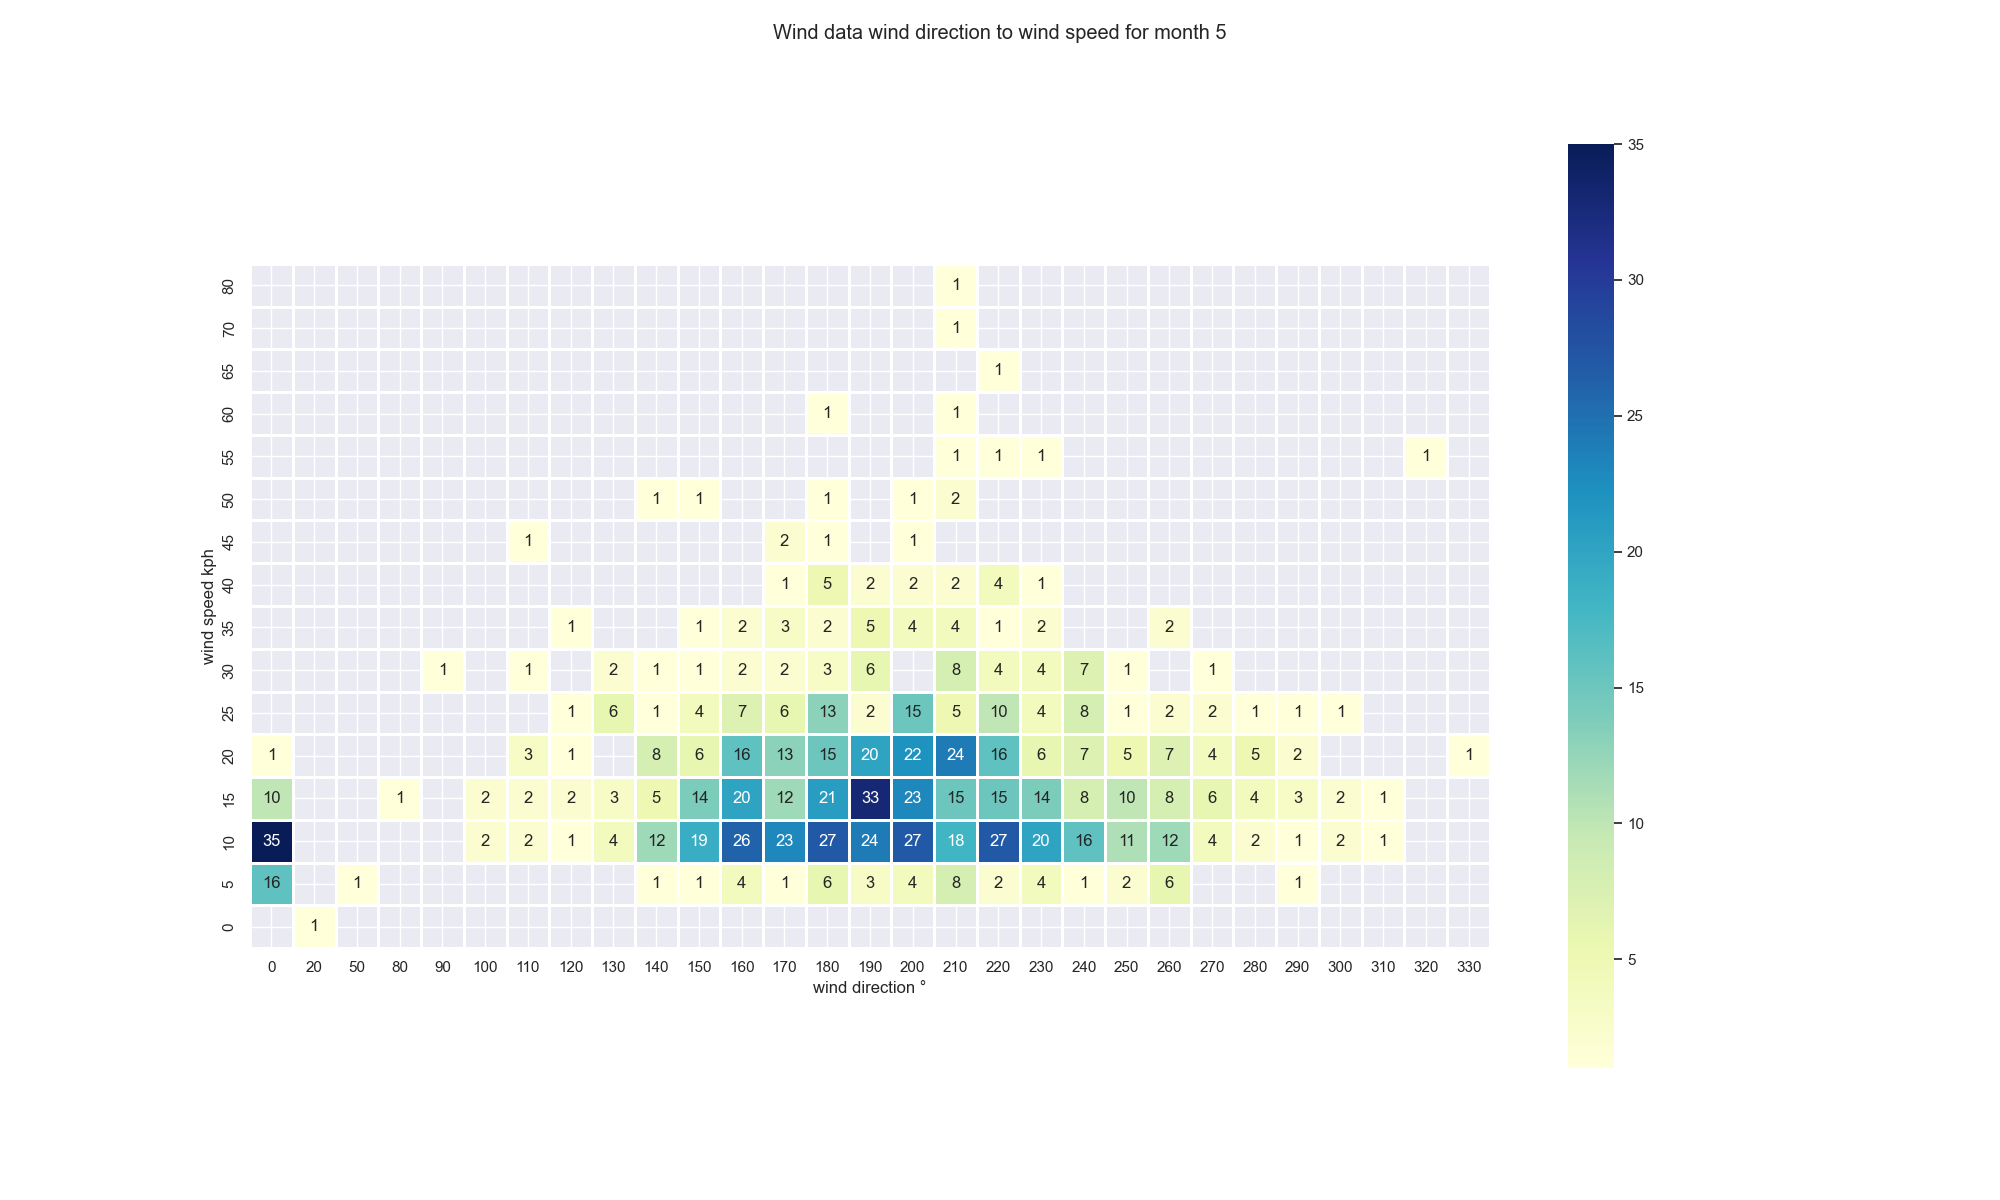 Wind data wind direction to wind speed for month 5
35
30
25
20
15
10
5
wind speed kph
80 1
70 1
65 1
60 1 1
55 1 1 1 1
50 1 1 1 1 2
45 1 2 1 1
40 1 5 2 2 2 4 1
35 1 1 2 3 2 5 4 4 1 2 2
30 1 1 2 1 1 2 2 3 6 8 4 4 7 1 1
25 1 6 1 4 7 6 13 2 15 5 10 4 8 1 2 2 1 1 1
20 1 3 1 8 6 16 13 15 20 22 24 16 6 7 5 7 4 5 2 1
15 10 1 2 2 2 3 5 14 20 12 21 33 23 15 15 14 8 10 8 6 4 3 2 1
10 35 2 2 1 4 12 19 26 23 27 24 27 18 27 20 16 11 12 4 2 1 2 1
5 16 1 1 1 4 1 6 3 4 8 2 4 1 2 6 1
0 1
0 20 50 80 90 100 110 120 130 140 150 160 170 180 190 200 210 220 230 240 250 260 270 280 290 300 310 320 330
wind direction °